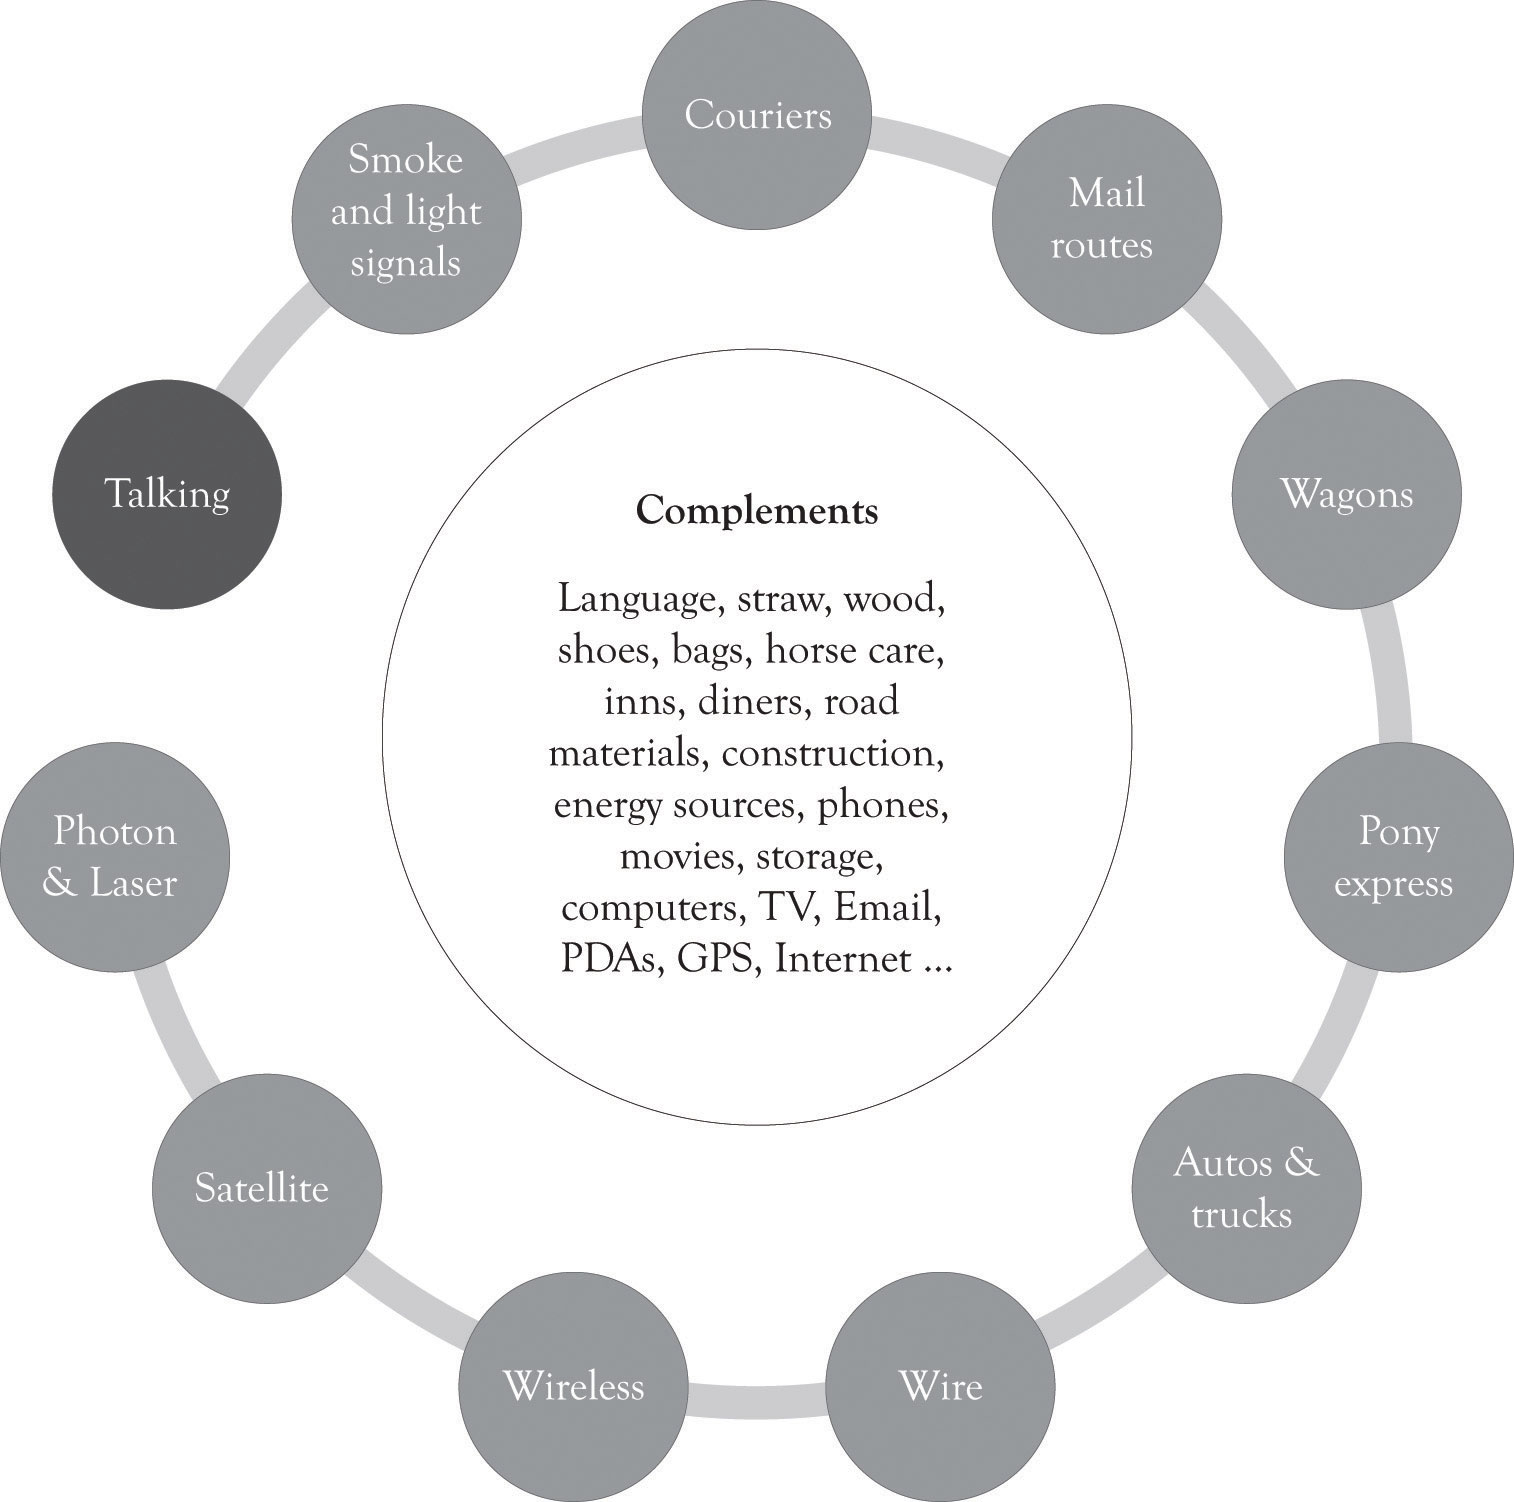 Couriers
Smoke
and light
signals
Mail
routes
Talking
Wagons
Complements
Language, straw, wood,
shoes, bags, horse care,
inns, diners, road
materials, construction,
energy sources, phones,
movies, storage,
computers, TV, Email,
PDAs, GPS, Internet ...
Photon
& Laser
Pony
express
Satellite
Autos &
trucks
Wireless
Wire